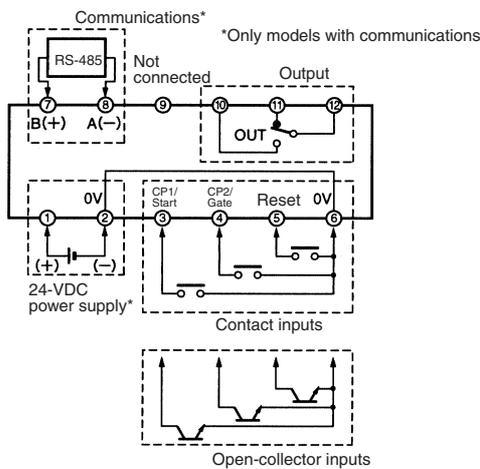 Communications*
*Only models with communications
RS-485
Not
connected
Output
7
8
9
10
11
12
B(+)
A(−)
OUT
0V
CP1/
Start
CP2/
Gate
Reset
0V
1
2
3
4
5
6
(+)
(−)
24-VDC
power supply*
Contact inputs
Open-collector inputs